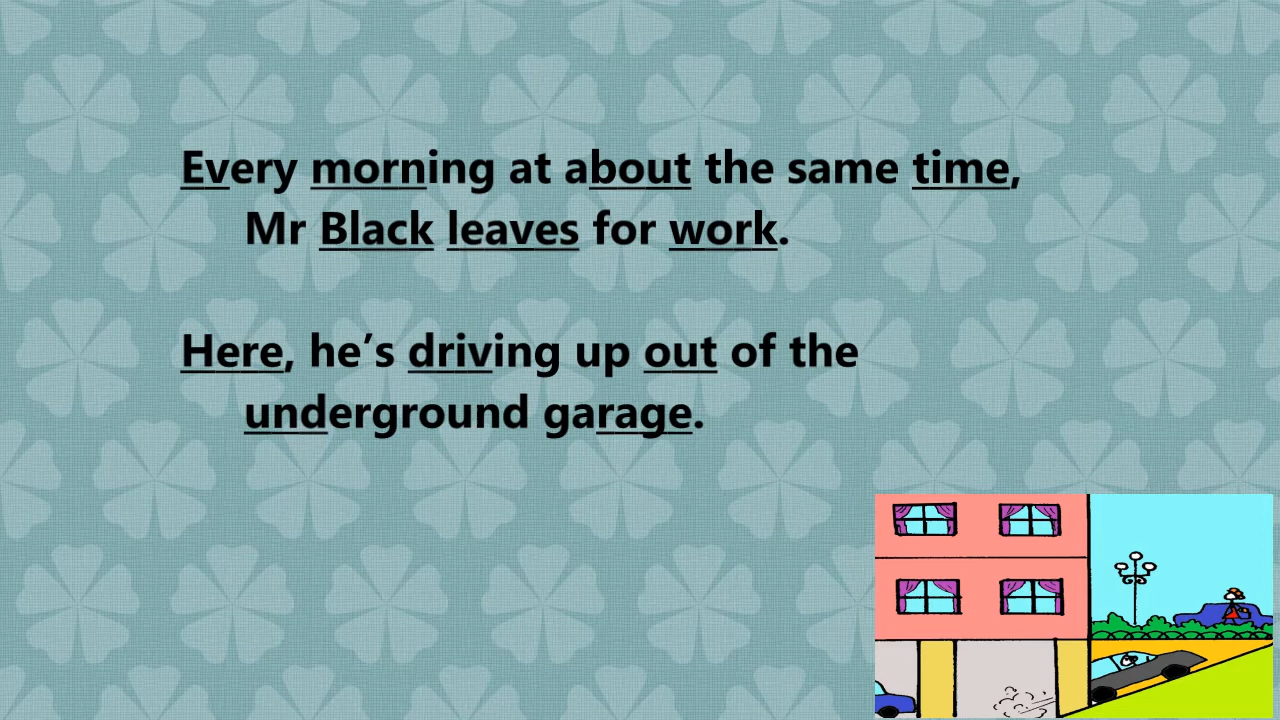 Every morning at about the same time,
Mr Black leaves for work.
Here, he’s driving up out of the
underground garage.